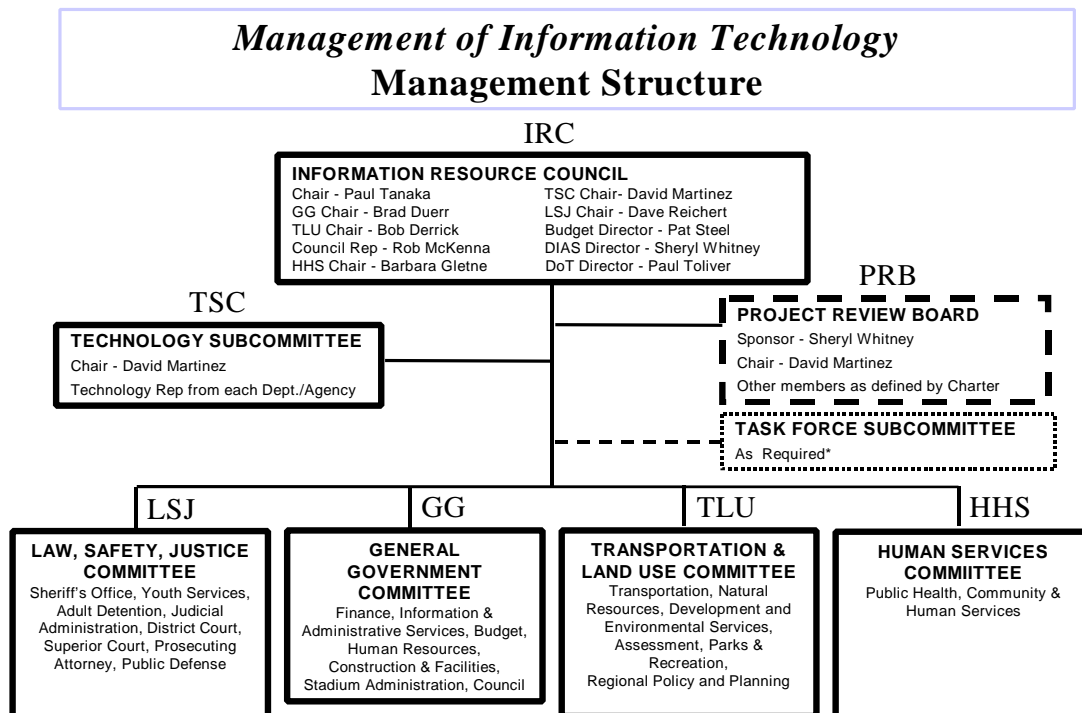 Management of Information Technology
Management Structure
IRC
INFORMATION RESOURCE COUNCIL
Chair - Paul Tanaka
GG Chair - Brad Duerr
TLU Chair - Bob Derrick
Council Rep - Rob McKenna
HHS Chair - Barbara Gletne
TSC Chair- David Martinez
LSJ Chair - Dave Reichert
Budget Director - Pat Steel
DIAS Director - Sheryl Whitney
DoT Director - Paul Toliver
TSC
TECHNOLOGY SUBCOMMITTEE
Chair - David Martinez
Technology Rep from each Dept./Agency
PRB
PROJECT REVIEW BOARD
Sponsor - Sheryl Whitney
Chair - David Martinez
Other members as defined by Charter
TASK FORCE SUBCOMMITTEE
As Required*
LSJ
LAW, SAFETY, JUSTICE
COMMITTEE
Sheriff's Office, Youth Services,
Adult Detention, Judicial
Administration, District Court,
Superior Court, Prosecuting
Attorney, Public Defense
GG
GENERAL
GOVERNMENT
COMMITTEE
Finance, Information &
Administrative Services, Budget,
Human Resources,
Construction & Facilities,
Stadium Administration, Council
TLU
TRANSPORTATION &
LAND USE COMMITTEE
Transportation, Natural
Resources, Development and
Environmental Services,
Assessment, Parks &
Recreation,
Regional Policy and Planning
HHS
HUMAN SERVICES
COMMIITTEE
Public Health, Community &
Human Services